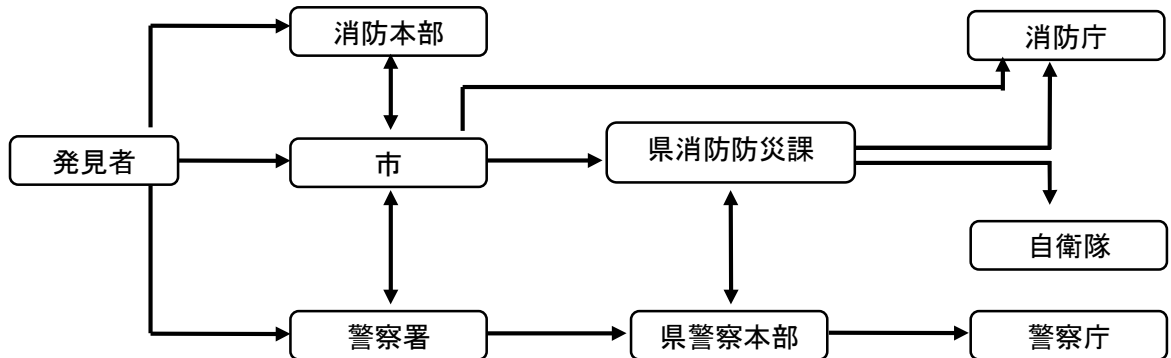 消防本部
消防庁
発見者
市
県消防防災課
自衛隊
警察署
県警察本部
警察庁